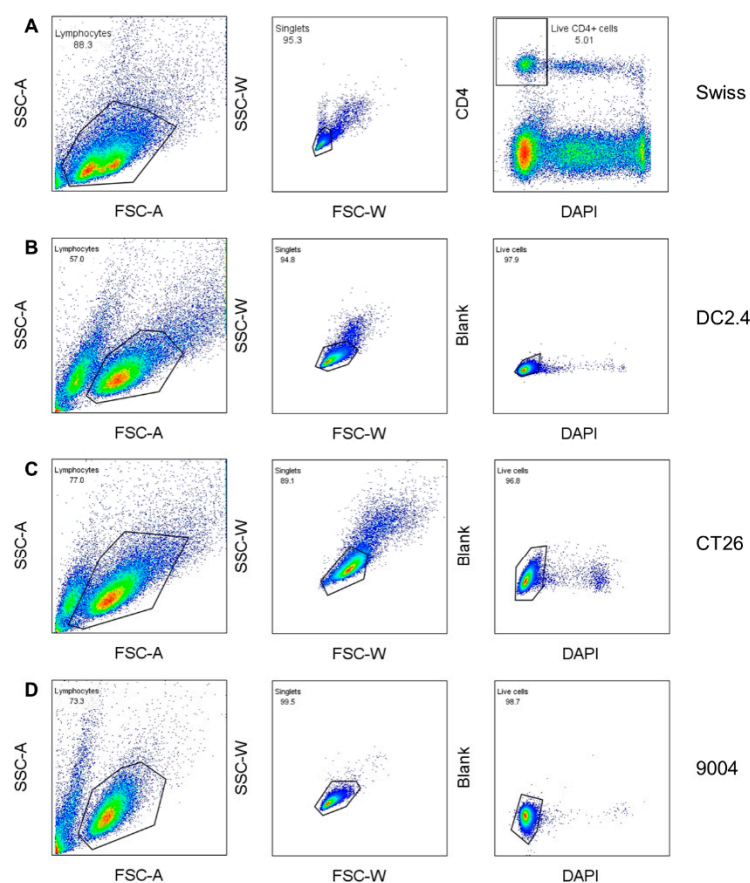 A
Lymphocytes
88.3
SSC-A
FSC-A
Singlets
95.3
SSC-W
FSC-W
Live CD4+ cells
5.01
CD4
DAPI
Swiss
B
Lymphocytes
57.0
SSC-A
FSC-A
Singlets
94.8
SSC-W
FSC-W
Live cells
97.9
Blank
DAPI
DC2.4
C
Lymphocytes
77.0
SSC-A
FSC-A
Singlets
89.1
SSC-W
FSC-W
Live cells
96.8
Blank
DAPI
CT26
D
Lymphocytes
73.3
SSC-A
FSC-A
Singlets
99.5
SSC-W
FSC-W
Live cells
98.7
Blank
DAPI
9004